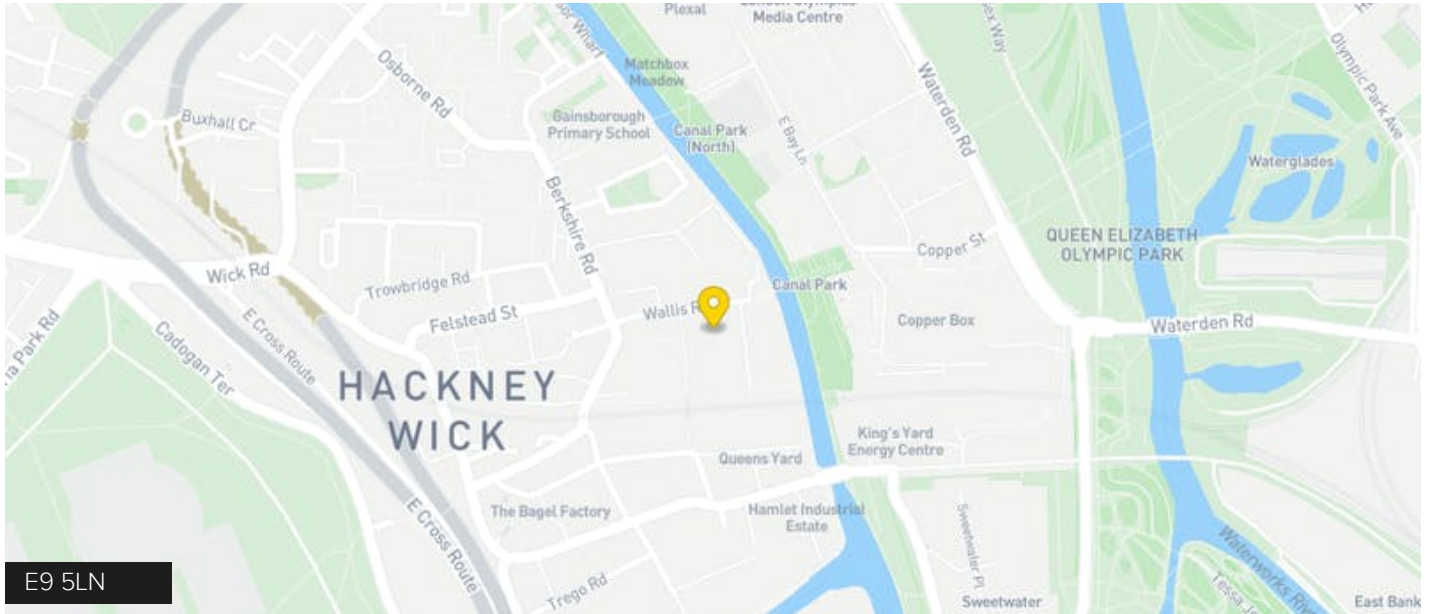 Plexal
Media Centre
Matchbox
Meadow
Osborne Rd
Waterden Rd
Olympic Park Ave
Buxhall Cr
Gainsborough
Primary School
Canal Park
(North)
E Bay Ln
Waterglades
Berkshire Rd
QUEEN ELIZABETH
OLYMPIC PARK
Copper St
Wick Rd
Trowbridge Rd
Canal Park
Wallis
Felstead St
Copper Box
Waterden Rd
E Cross Route
Cadogan Ter
Park Rd
HACKNEY
WICK
King's Yard
Energy Centre
Queens Yard
The Bagel Factory
Hamlet Industrial
Estate
E Cross Route
Sweetwater Pl
Waterworks
Trego Rd
Tessa
Sweetwater
East Bank
E9 5LN